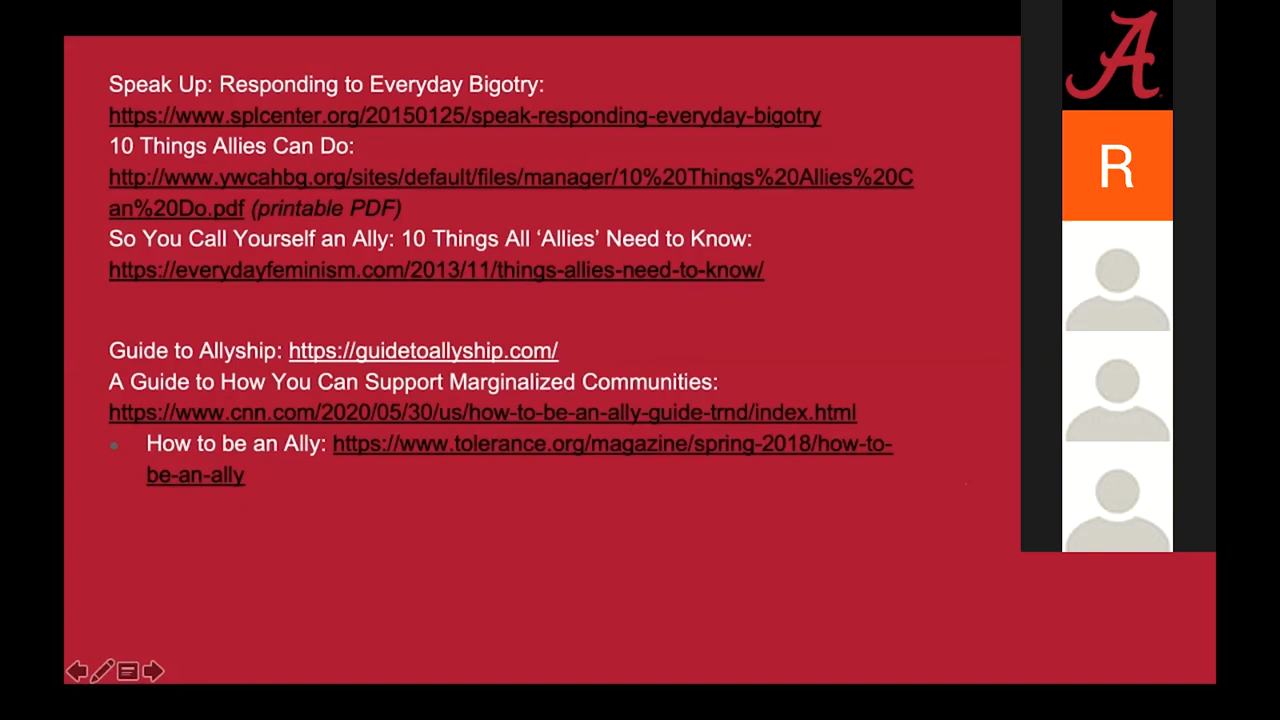 Speak Up: Responding to Everyday Bigotry:
https://www.splcenter.org/20150125/speak-responding-everyday-bigotry
10 Things Allies Can Do:
http://www.ywcahbg.org/sites/default/files/manager/10%20Things%20Allies%20C
an%20Do.pdf (printable PDF)
So You Call Yourself an Ally: 10 Things All ‘Allies’ Need to Know:
https://everydayfeminism.com/2013/11/things-allies-need-to-know/
Guide to Allyship: https://guidetoallyship.com/
A Guide to How You Can Support Marginalized Communities:
https://www.cnn.com/2020/05/30/us/how-to-be-an-ally-guide-trnd/index.html
• How to be an Ally: https://www.tolerance.org/magazine/spring-2018/how-to-
be-an-ally
A
R